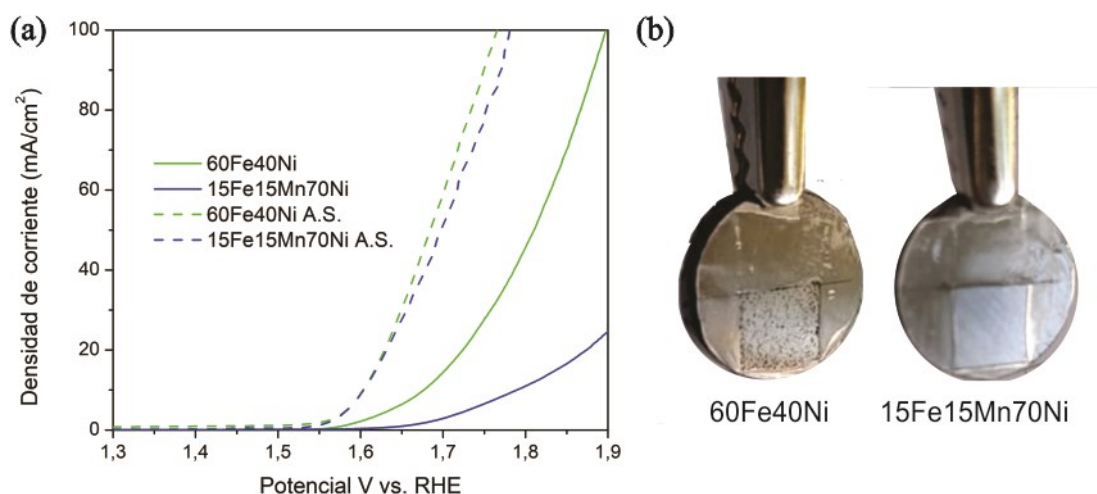 (a)
(b)
100
80
60
40
20
0
Densidad de corriente (mA/cm²)
60Fe40Ni
15Fe15Mn70Ni
60Fe40Ni A.S.
15Fe15Mn70Ni A.S.
1,3 1,4 1,5 1,6 1,7 1,8 1,9
Potencial V vs. RHE
60Fe40Ni 15Fe15Mn70Ni